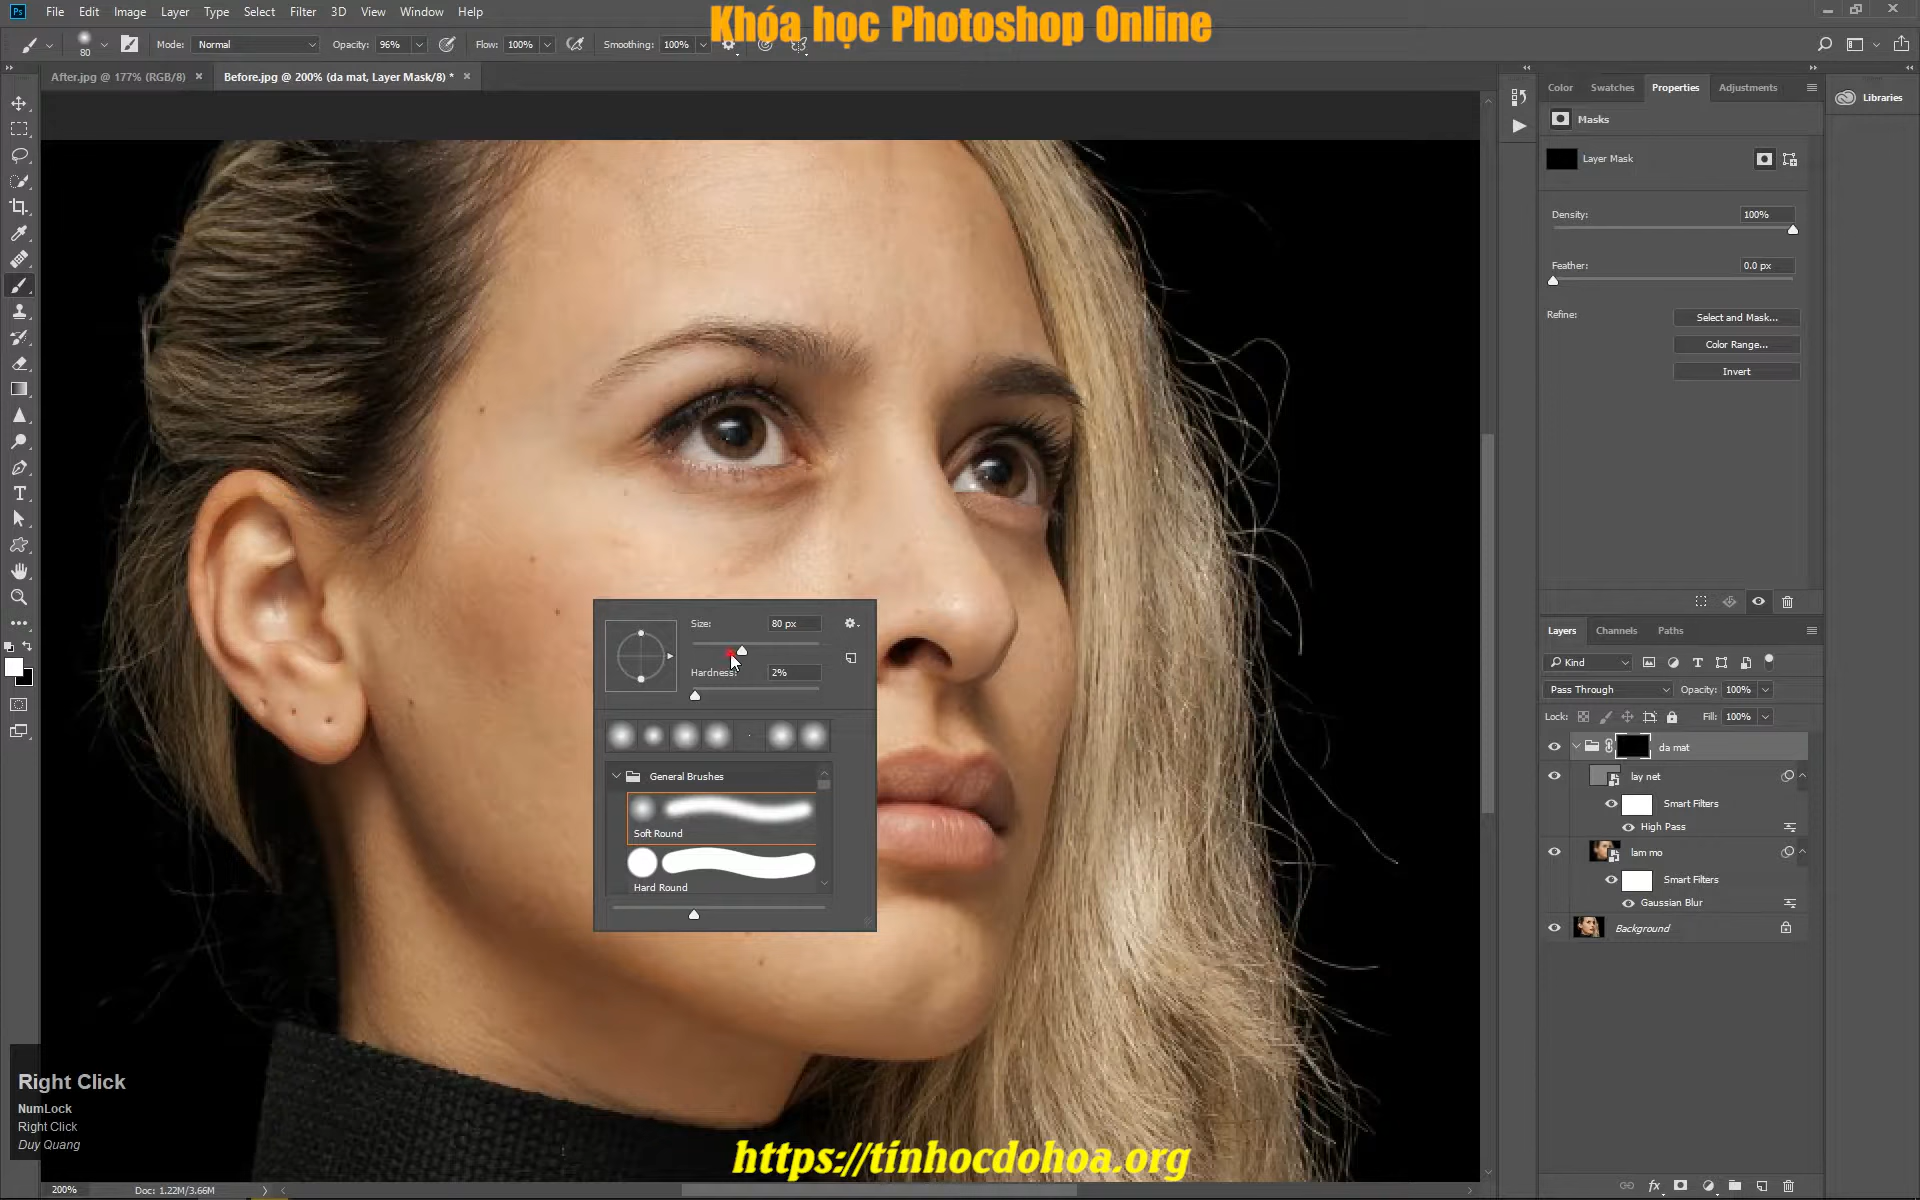 Khóa học Photoshop Online
Ps File Edit Image Layer Type Select Filter 3D View Window Help
80 Mode: Normal Opacity: 96% Flow: 100% Smoothing: 100%
After.jpg @ 177% (RGB/8) × Before.jpg @ 200% (da mat, Layer Mask/8) * ×
Color Swatches Properties Adjustments
Libraries
Masks
Layer Mask
Density: 100%
Feather: 0.0 px
Refine: Select and Mask...
Color Range...
Invert
Size: 80 px
Hardness: 2%
General Brushes
Soft Round
Hard Round
Layers Channels Paths
Kind
Pass Through Opacity: 100%
Lock: Fill: 100%
da mat
lay net
Smart Filters
High Pass
lam mo
Smart Filters
Gaussian Blur
Background
Right Click
NumLock
Right Click
Duy Quang
https://tinhocdohoa.org
200% Doc: 1.22M/3.66M